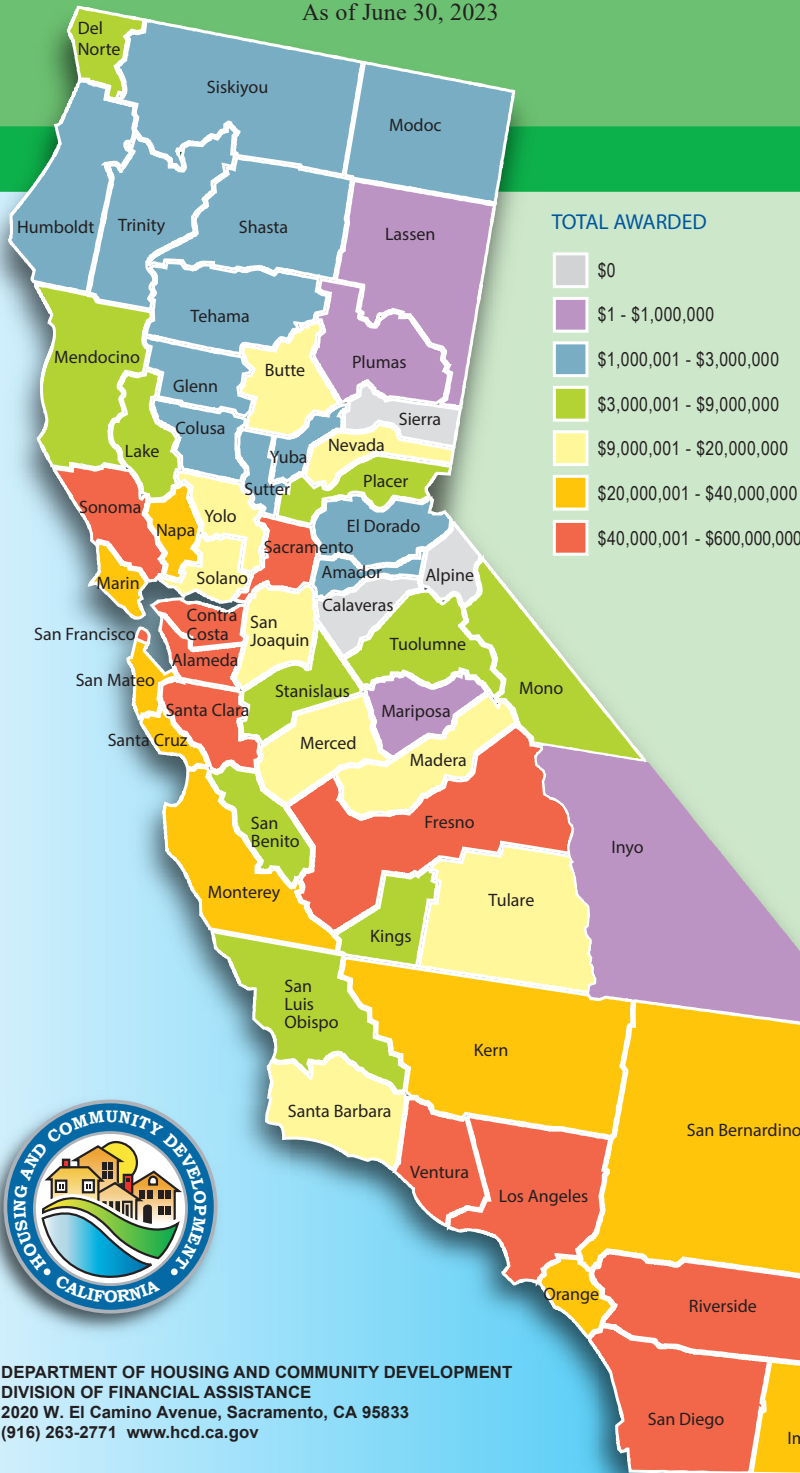 As of June 30, 2023
Del
Norte
Siskiyou
Modoc
Humboldt
Trinity
Shasta
Lassen
TOTAL AWARDED
$0
$1 - $1,000,000
$1,000,001 - $3,000,000
$3,000,001 - $9,000,000
$9,000,001 - $20,000,000
$20,000,001 - $40,000,000
$40,000,001 - $600,000,000
Tehama
Mendocino
Glenn
Butte
Plumas
Colusa
Sierra
Lake
Yuba
Nevada
Sutter
Placer
Sonoma
Napa
Yolo
El Dorado
Sacramento
Marin
Solano
Amador
Alpine
Calaveras
Contra
Costa
San
Joaquin
San Francisco
Tuolumne
Alameda
San Mateo
Stanislaus
Mono
Santa Clara
Mariposa
Santa Cruz
Merced
Madera
San
Benito
Fresno
Inyo
Monterey
Tulare
Kings
San
Luis
Obispo
Kern
Santa Barbara
San Bernardino
Ventura
Los Angeles
Orange
Riverside
San Diego
Im
HOUSING AND COMMUNITY DEVELOPMENT
• CALIFORNIA •
DEPARTMENT OF HOUSING AND COMMUNITY DEVELOPMENT
DIVISION OF FINANCIAL ASSISTANCE
2020 W. El Camino Avenue, Sacramento, CA 95833
(916) 263-2771 www.hcd.ca.gov